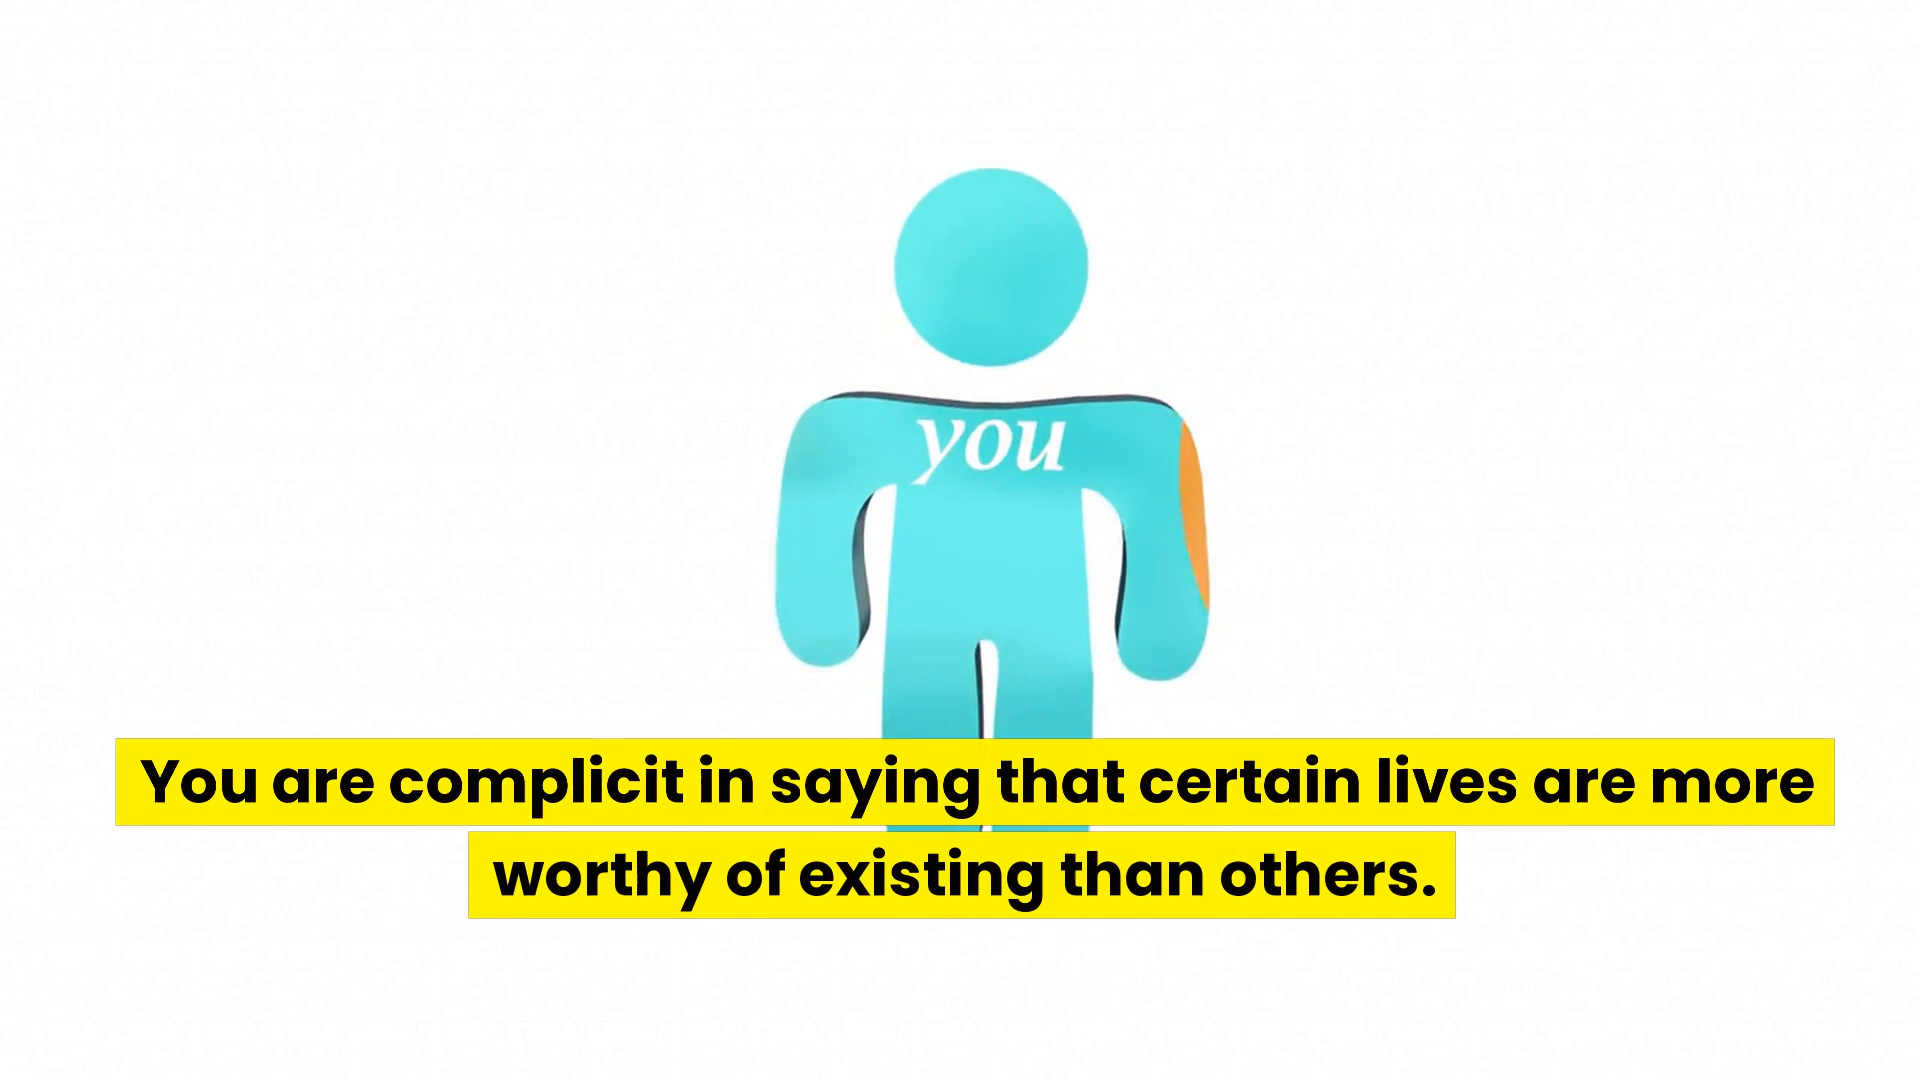 you
You are complicit in saying that certain lives are more
worthy of existing than others.